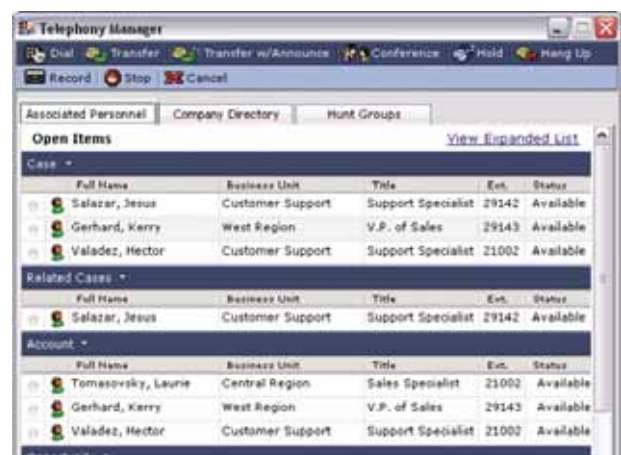 Telephony Manager
Dial Transfer Transfer w/Announce Conference Hold Hang Up
Record Stop Cancel
Associated Personnel Company Directory Hunt Groups
Open Items View Expanded List
Case
Full Name Business Unit Title Ext. Status
Salazar, Jesus Customer Support Support Specialist 29142 Available
Gerhard, Kerry West Region V.P. of Sales 29143 Available
Valadez, Hector Customer Support Support Specialist 21002 Available
Related Cases
Full Name Business Unit Title Ext. Status
Salazar, Jesus Customer Support Support Specialist 29142 Available
Account
Full Name Business Unit Title Ext. Status
Tomasovsky, Laurie Central Region Sales Specialist 21002 Available
Gerhard, Kerry West Region V.P. of Sales 29143 Available
Valadez, Hector Customer Support Support Specialist 21002 Available